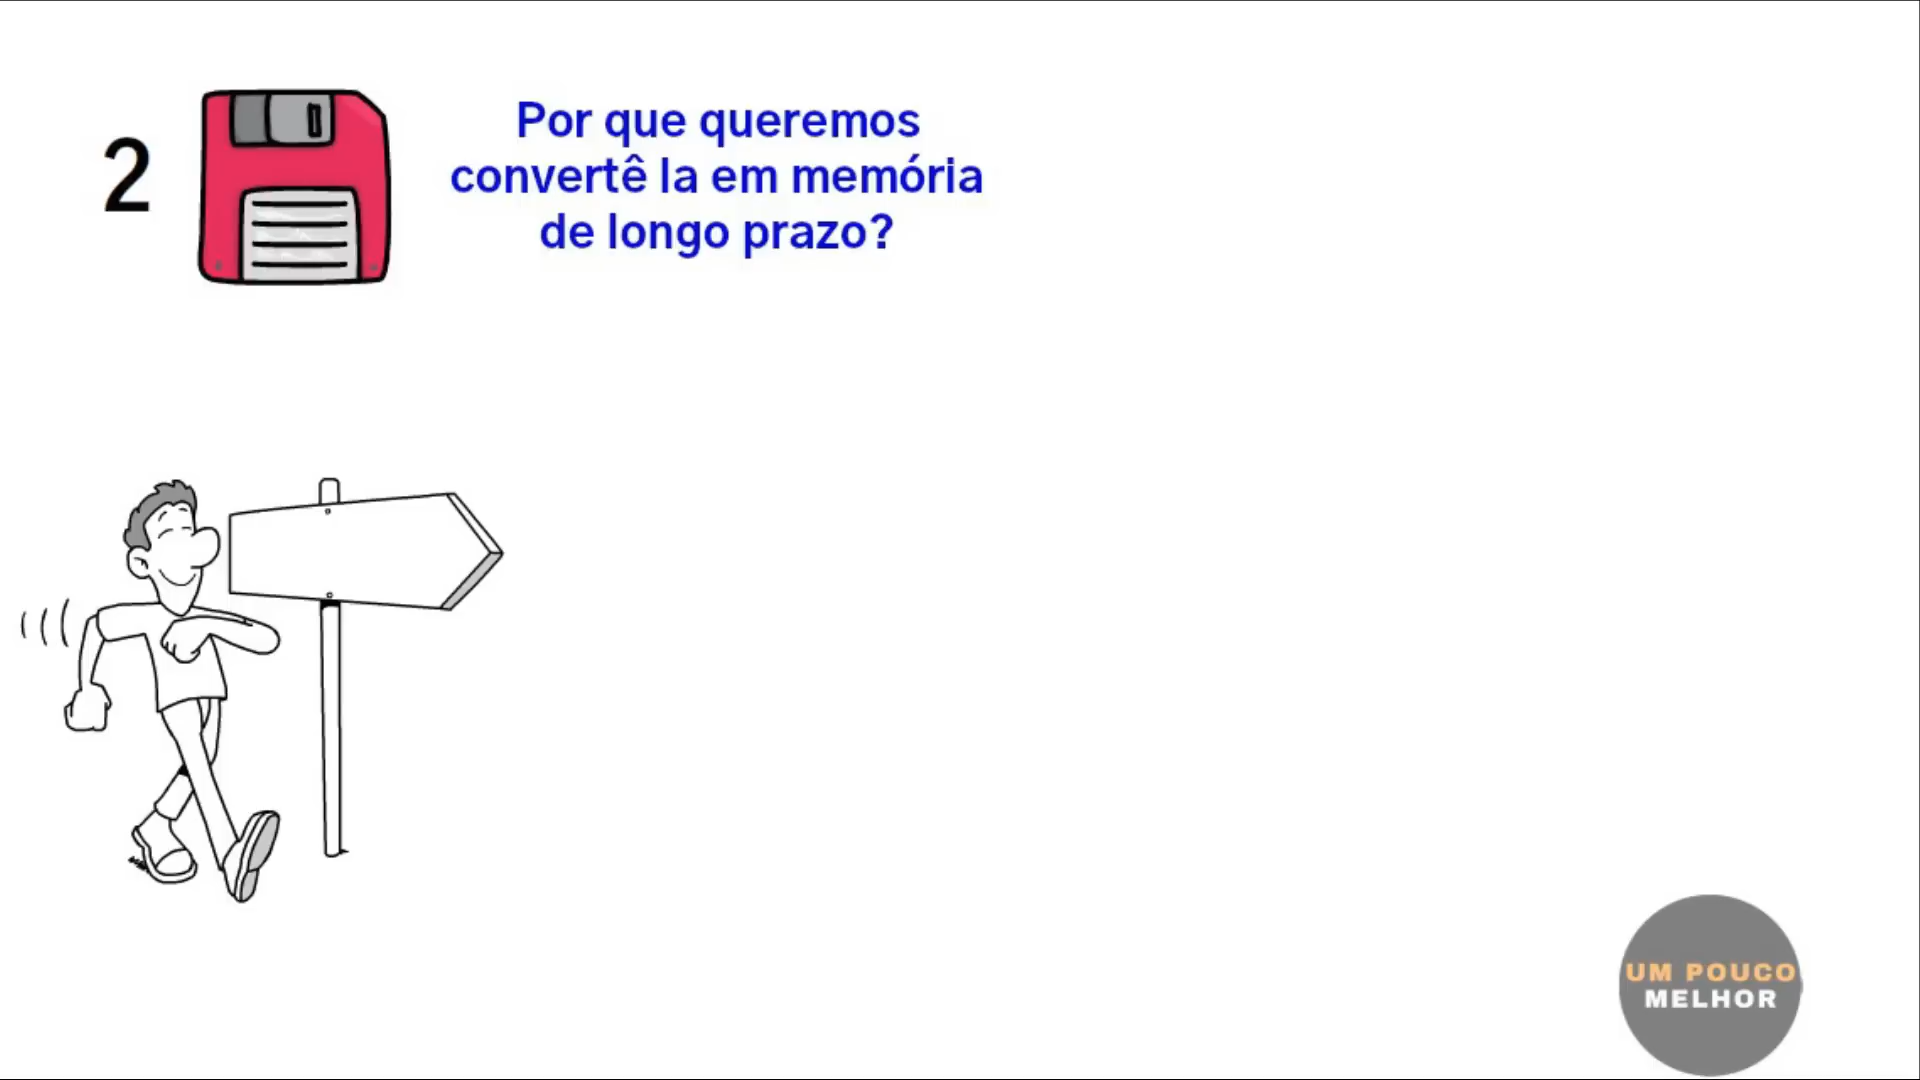 2
Por que queremos
convertê la em memória
de longo prazo?
UM POUCO
MELHOR